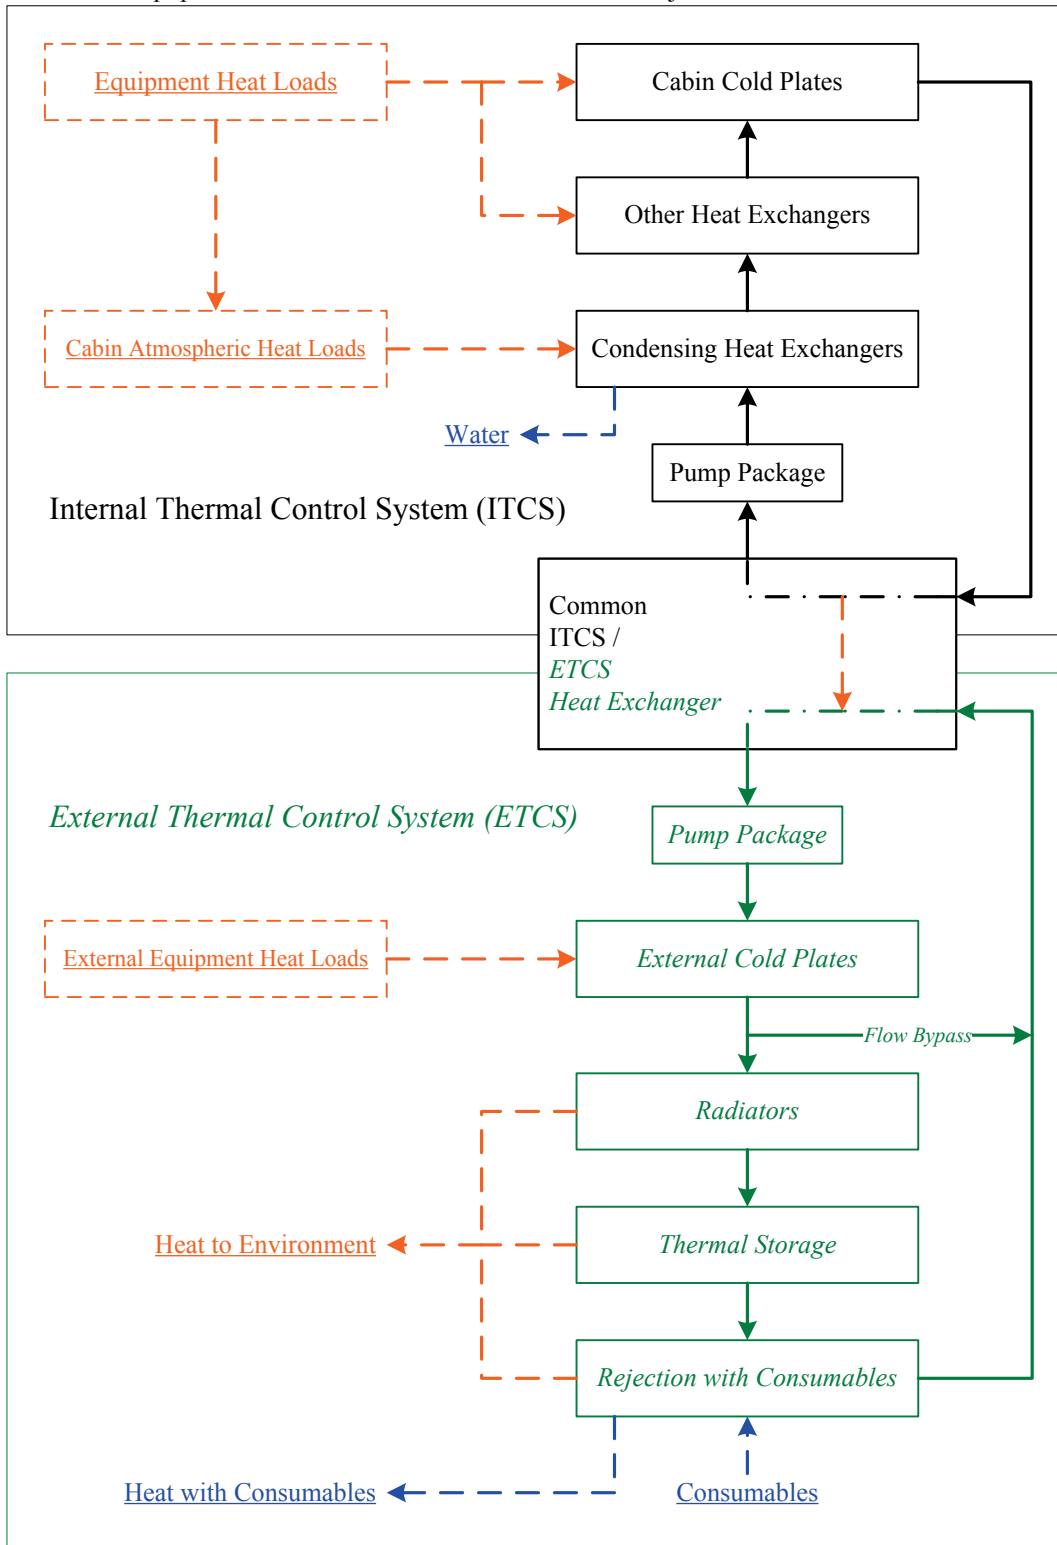 Equipment Heat Loads
Cabin Cold Plates
Other Heat Exchangers
Cabin Atmospheric Heat Loads
Condensing Heat Exchangers
Water
Pump Package
Internal Thermal Control System (ITCS)
Common
ITCS /
ETCS
Heat Exchanger
External Thermal Control System (ETCS)
Pump Package
External Equipment Heat Loads
External Cold Plates
Flow Bypass
Radiators
Heat to Environment
Thermal Storage
Rejection with Consumables
Heat with Consumables
Consumables